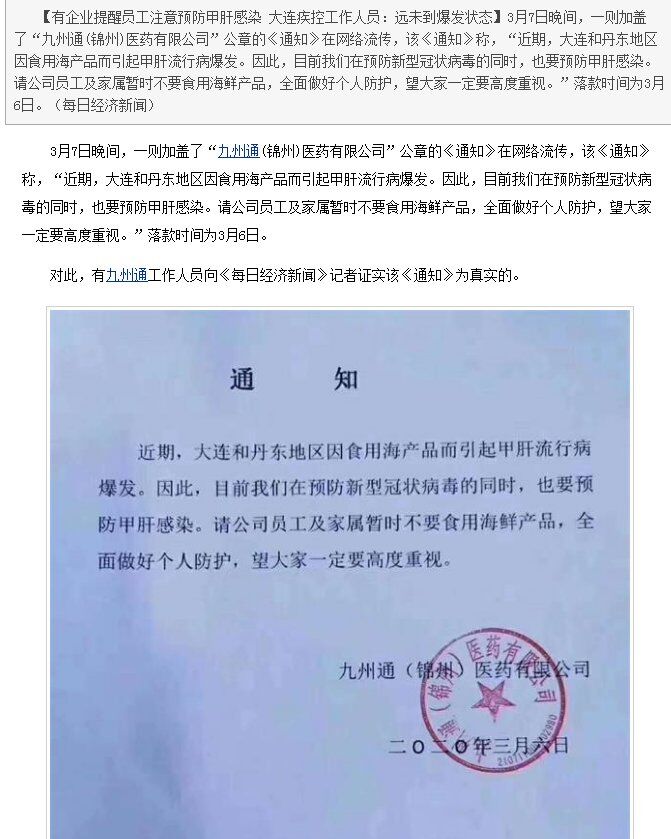 【有企业提醒员工注意预防甲肝感染 大连疾控工作人员：远未到爆发状态】3月7日晚间，一则加盖
了“九州通(锦州)医药有限公司”公章的《通知》在网络流传，该《通知》称，“近期，大连和丹东地区
因食用海产品而引起甲肝流行病爆发。因此，目前我们在预防新型冠状病毒的同时，也要预防甲肝感染。
请公司员工及家属暂时不要食用海鲜产品，全面做好个人防护，望大家一定要高度重视。”落款时间为3月
6日。（每日经济新闻）
3月7日晚间，一则加盖了“九州通(锦州)医药有限公司”公章的《通知》在网络流传，该《通知》
称，“近期，大连和丹东地区因食用海产品而引起甲肝流行病爆发。因此，目前我们在预防新型冠状病
毒的同时，也要预防甲肝感染。请公司员工及家属暂时不要食用海鲜产品，全面做好个人防护，望大家
一定要高度重视。”落款时间为3月6日。
对此，有九州通工作人员向《每日经济新闻》记者证实该《通知》为真实的。
通 知
近期，大连和丹东地区因食用海产品而引起甲肝流行病
爆发。因此，目前我们在预防新型冠状病毒的同时，也要预
防甲肝感染。请公司员工及家属暂时不要食用海鲜产品，全
面做好个人防护，望大家一定要高度重视。
九州通（锦州）医药有限公司
二〇二〇年三月六日
通（锦州）医药有限公司